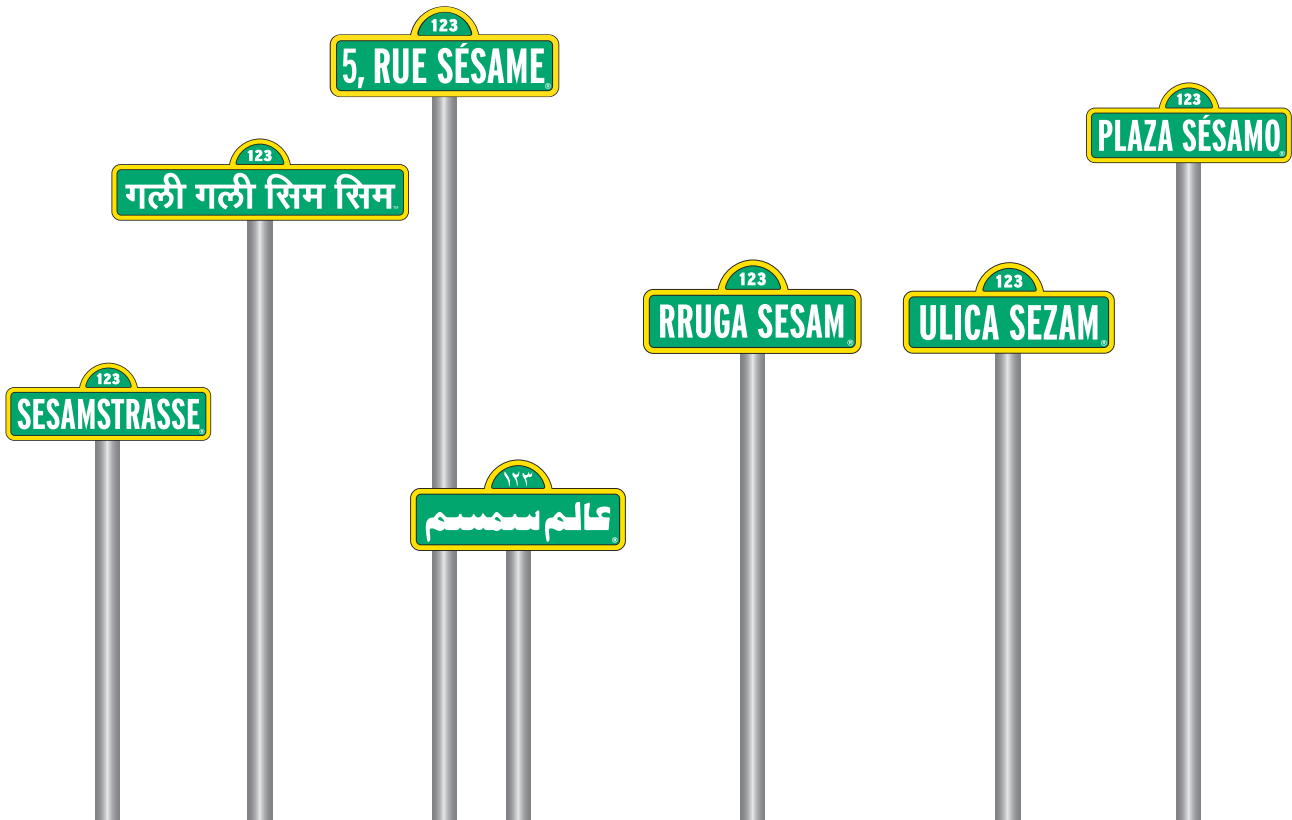 123
5, RUE SÉSAME®
123
PLAZA SÉSAMO®
123
गली गली सिम सिम™
123
RRUGA SESAM®
123
ULICA SEZAM®
123
SESAMSTRASSE®
١٢٣
عالم سمسم®